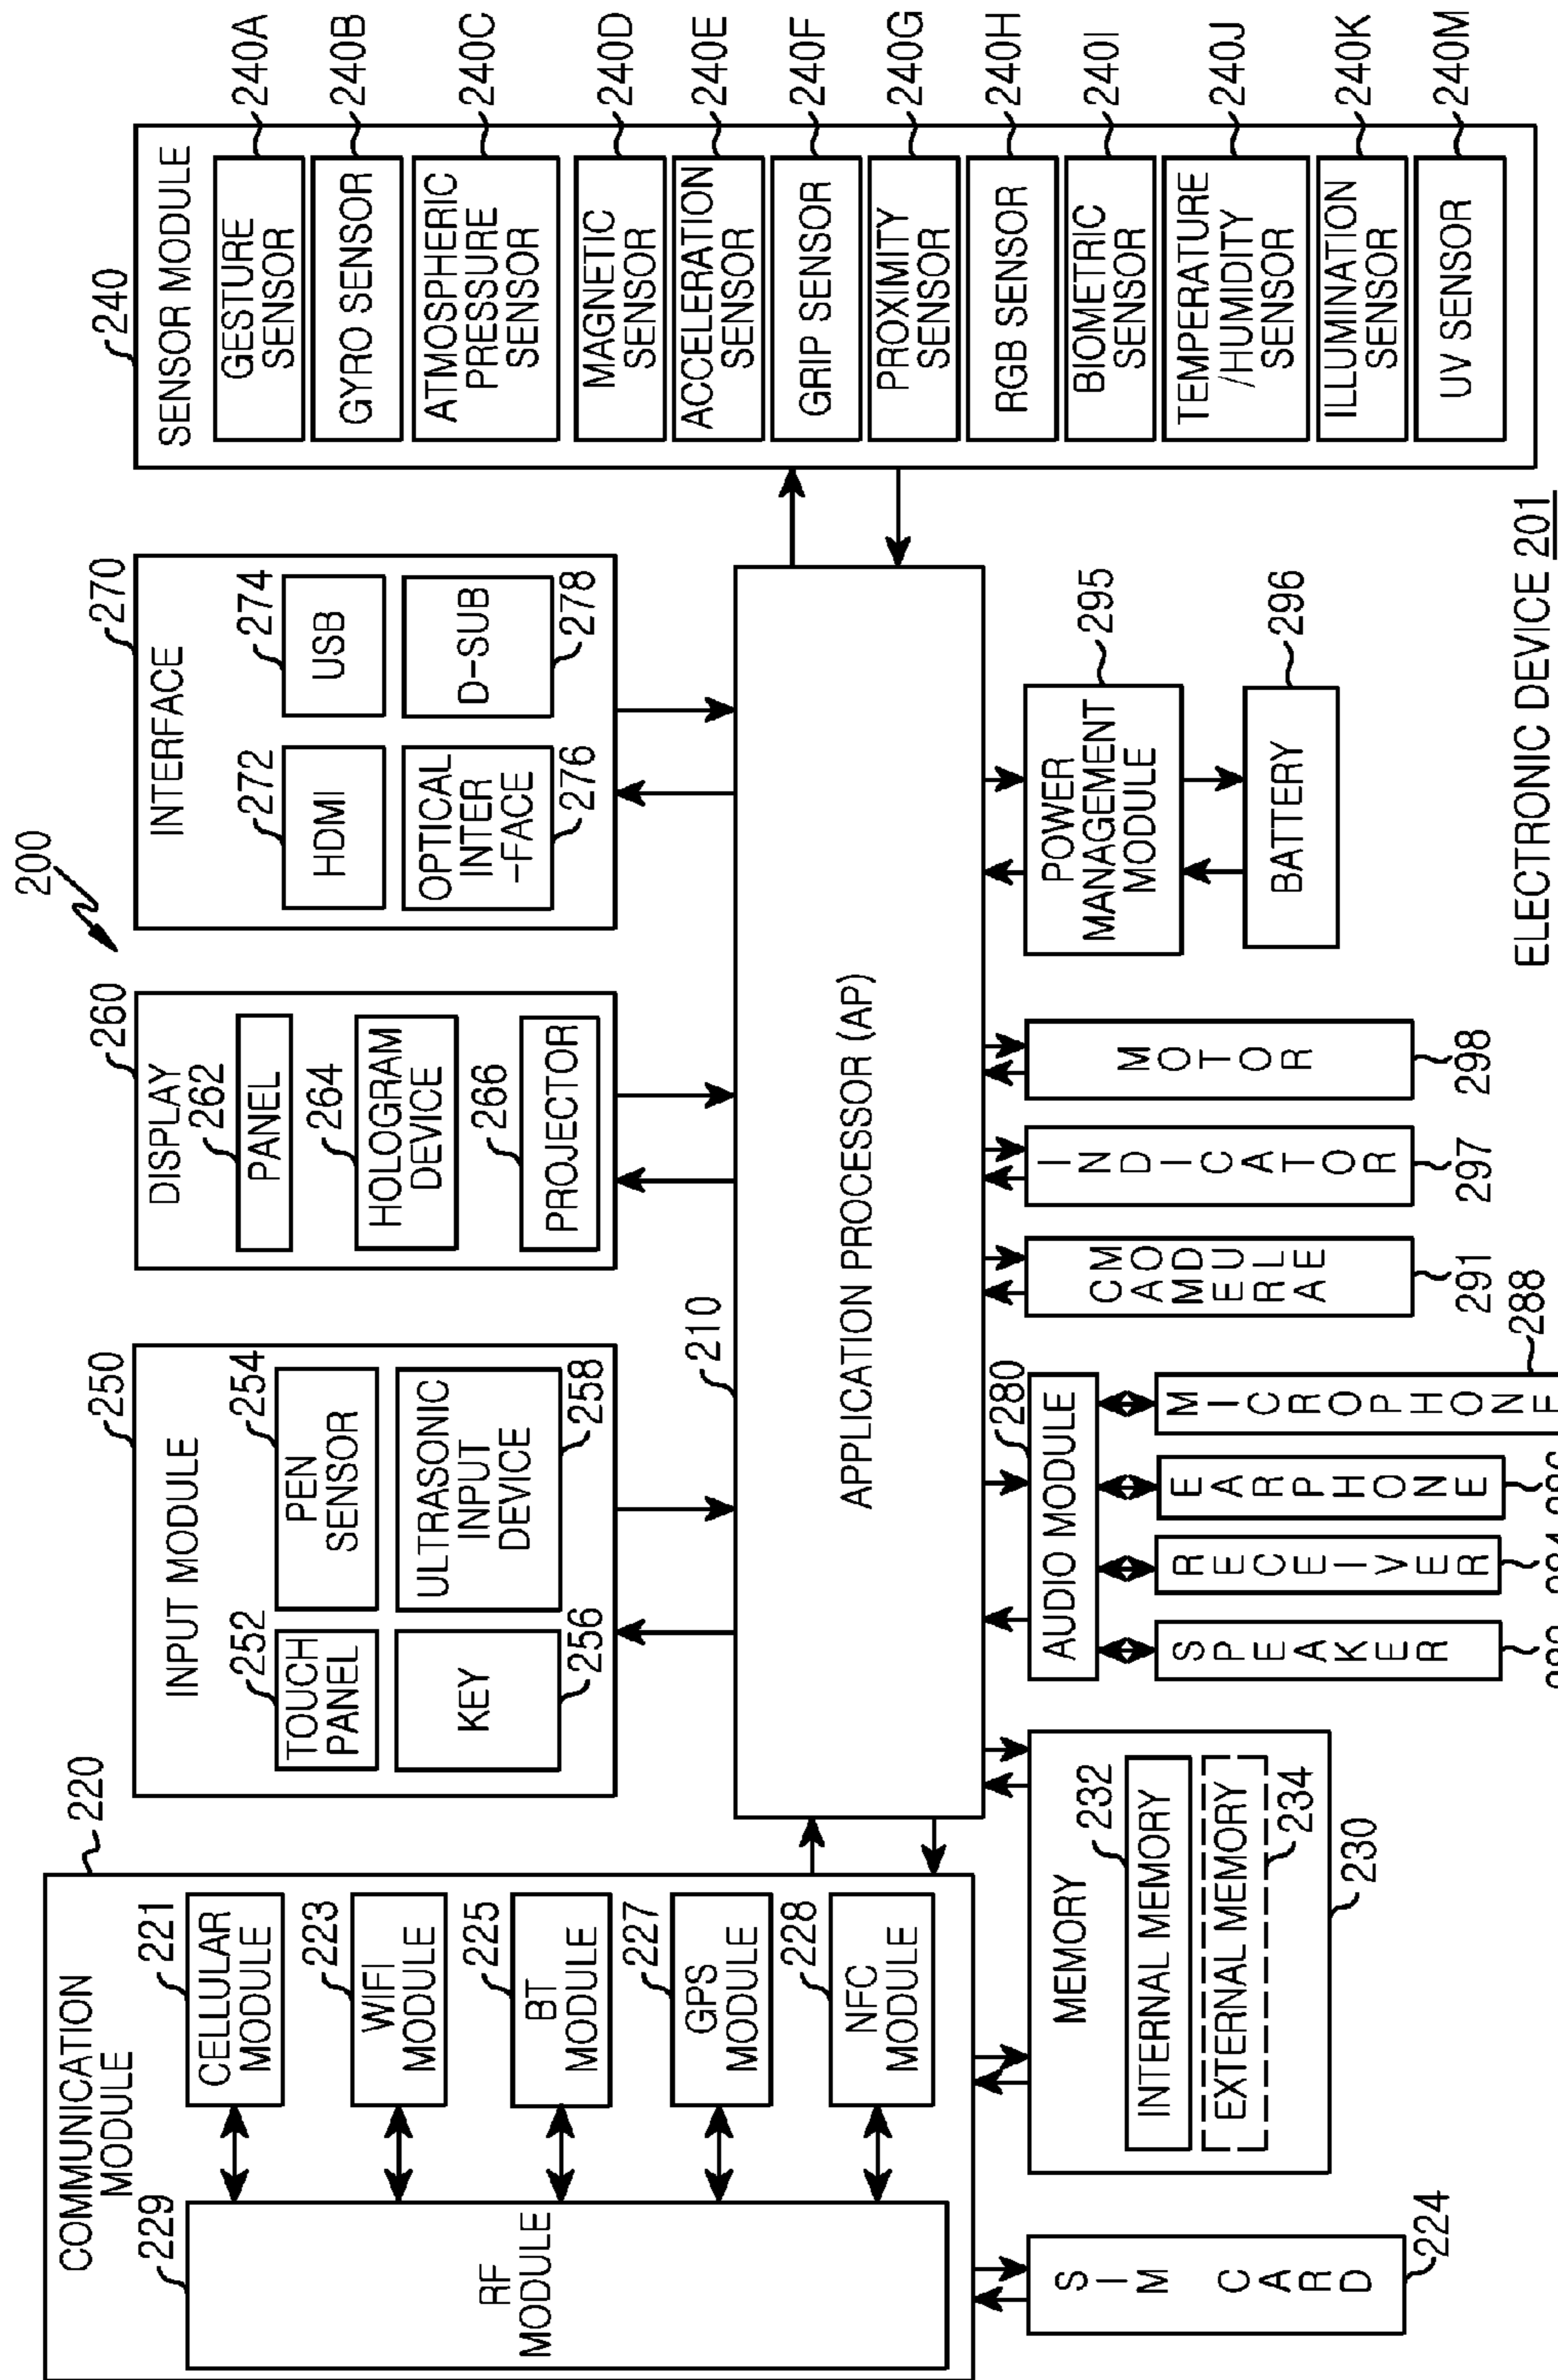 200
COMMUNICATION
MODULE
220
229
RF
MODULE
221
CELLULAR
MODULE
223
WIFI
MODULE
225
BT
MODULE
227
GPS
MODULE
228
NFC
MODULE
250
INPUT MODULE
252
TOUCH
PANEL
254
PEN
SENSOR
KEY
256
ULTRASONIC
INPUT
DEVICE
258
260
DISPLAY
262
PANEL
264
HOLOGRAM
DEVICE
266
PROJECTOR
270
INTERFACE
272
HDMI
274
USB
OPTICAL
INTER
-FACE
276
D-SUB
278
240
SENSOR MODULE
GESTURE
SENSOR
240A
GYRO SENSOR
240B
ATMOSPHERIC
PRESSURE
SENSOR
240C
MAGNETIC
SENSOR
240D
ACCELERATION
SENSOR
240E
GRIP SENSOR
240F
PROXIMITY
SENSOR
240G
RGB SENSOR
240H
BIOMETRIC
SENSOR
240I
TEMPERATURE
/HUMIDITY
SENSOR
240J
ILLUMINATION
SENSOR
240K
UV SENSOR
240M
210
APPLICATION PROCESSOR (AP)
SIM CARD
224
MEMORY
232
INTERNAL MEMORY
EXTERNAL MEMORY
234
230
280
AUDIO MODULE
SPEAKER
RECEIVER
EARPHONE
MICROPHONE
288
CAMERA
MODULE
291
INDICATOR
297
MOTOR
298
POWER
MANAGEMENT
MODULE
295
BATTERY
296
ELECTRONIC DEVICE 201